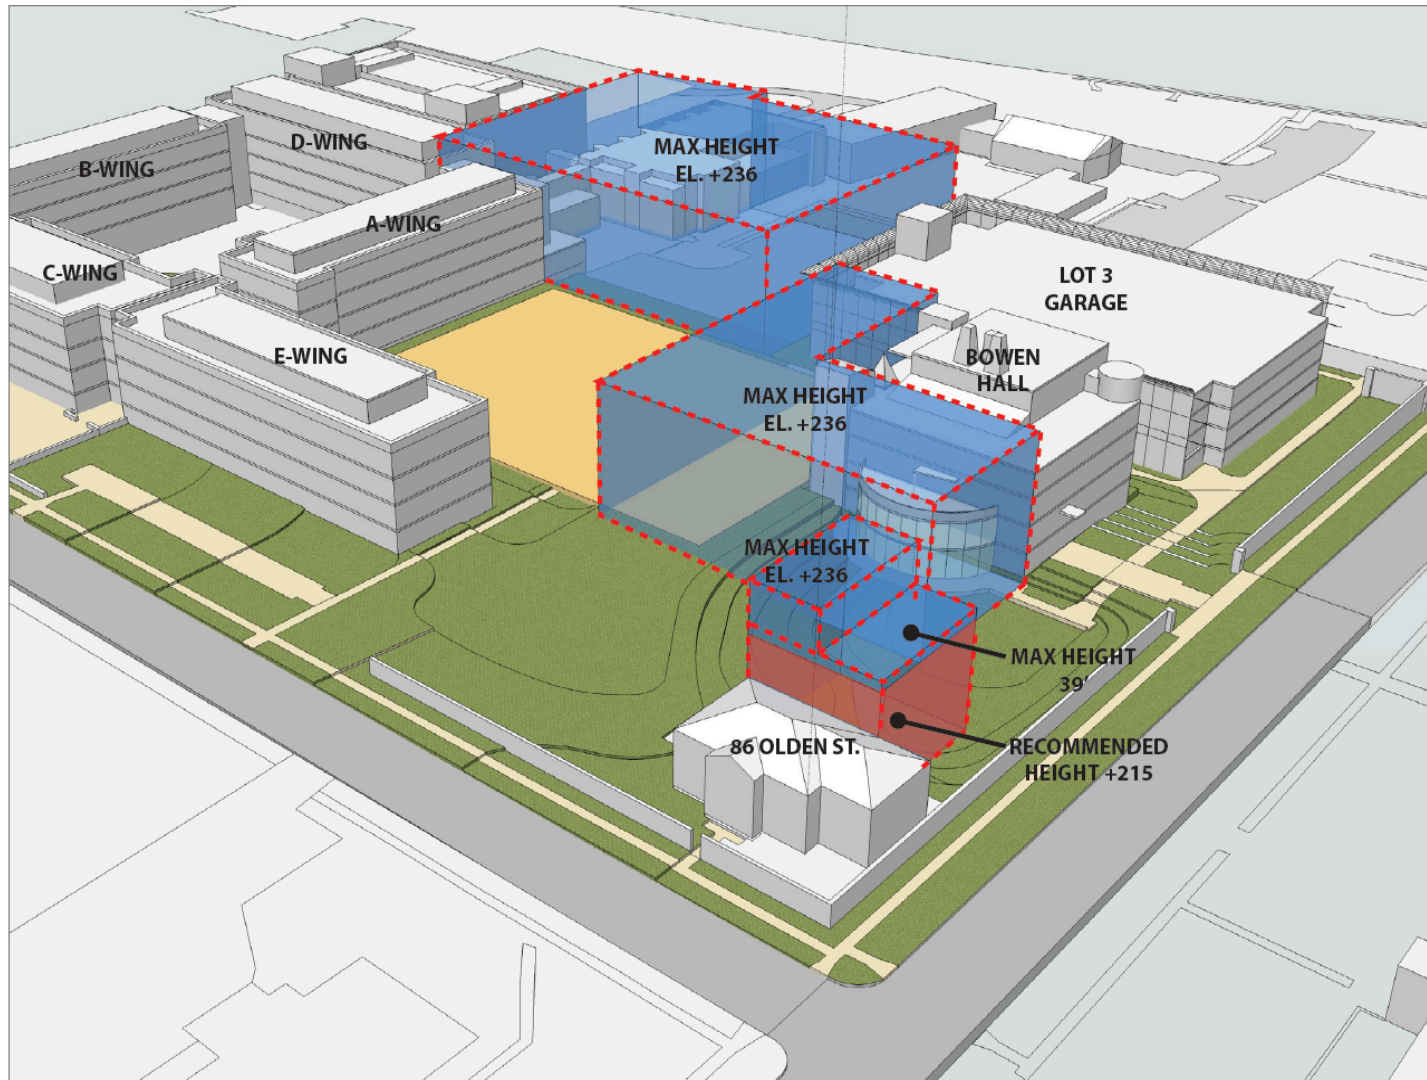 D-WING
B-WING
MAX HEIGHT
EL. +236
A-WING
C-WING
LOT 3
GARAGE
E-WING
BOWEN
HALL
MAX HEIGHT
EL. +236
MAX HEIGHT
EL. +236
MAX HEIGHT
39'
86 OLDEN ST.
RECOMMENDED
HEIGHT +215